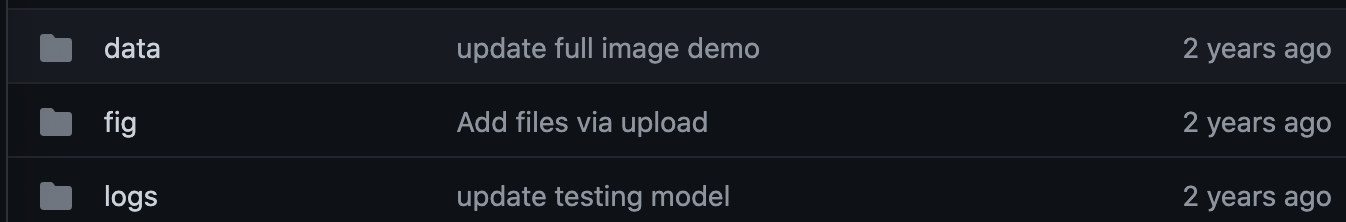 data update full image demo 2 years ago
fig Add files via upload 2 years ago
logs update testing model 2 years ago